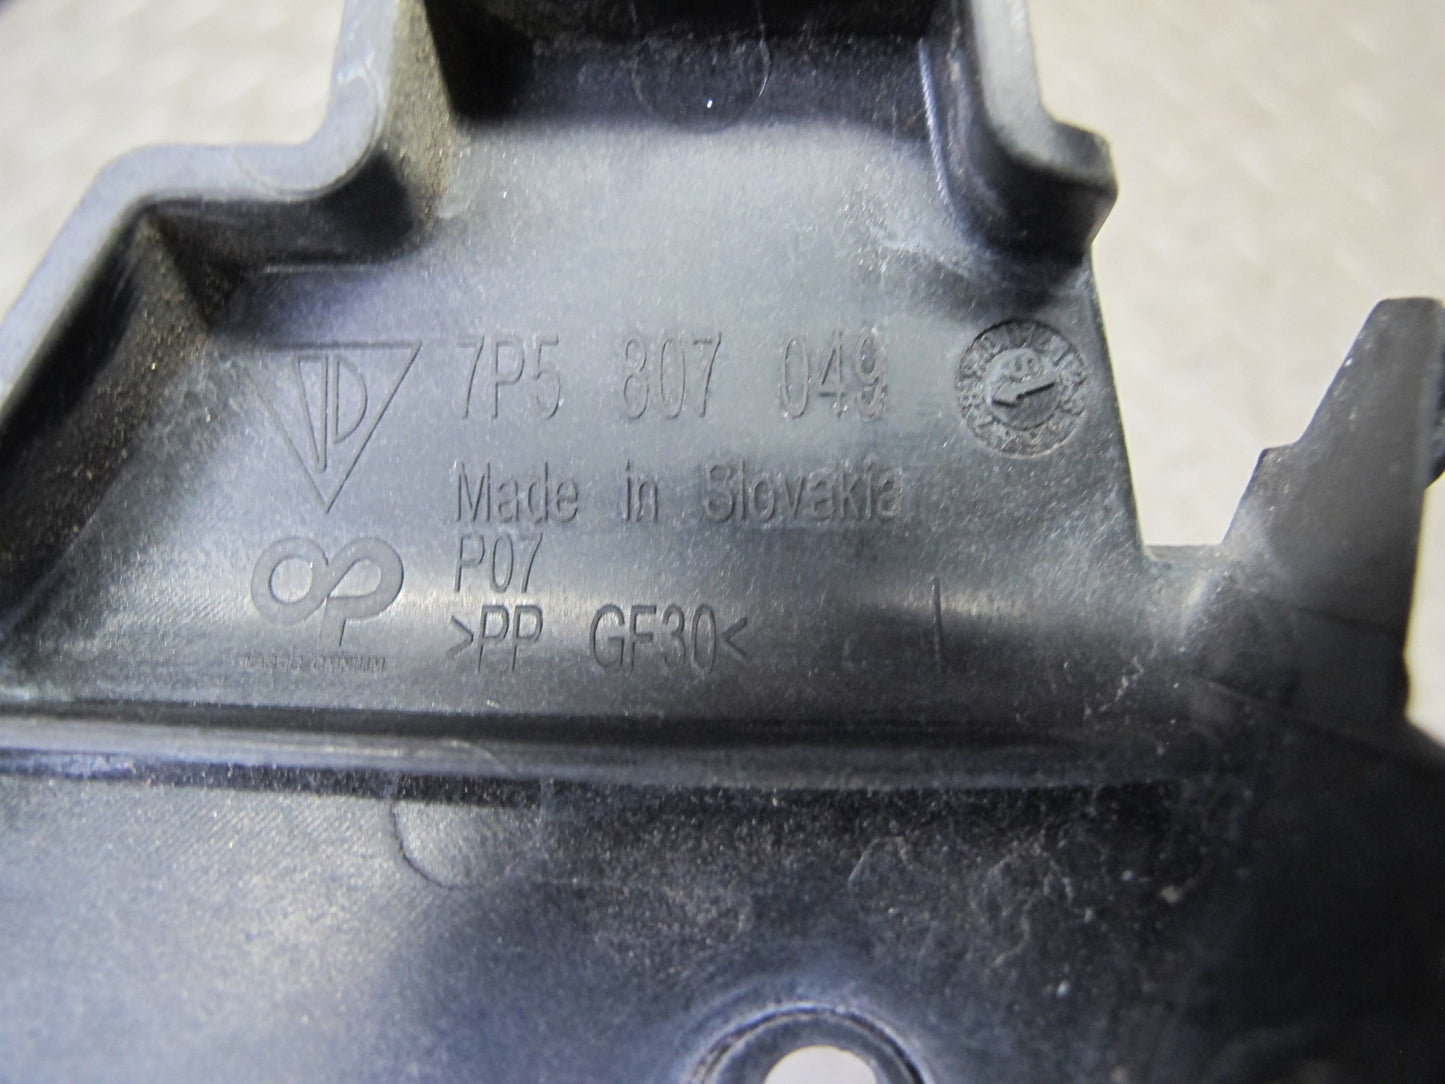 7P5 807 049
Made in Slovakia
P07
>PP GF30<